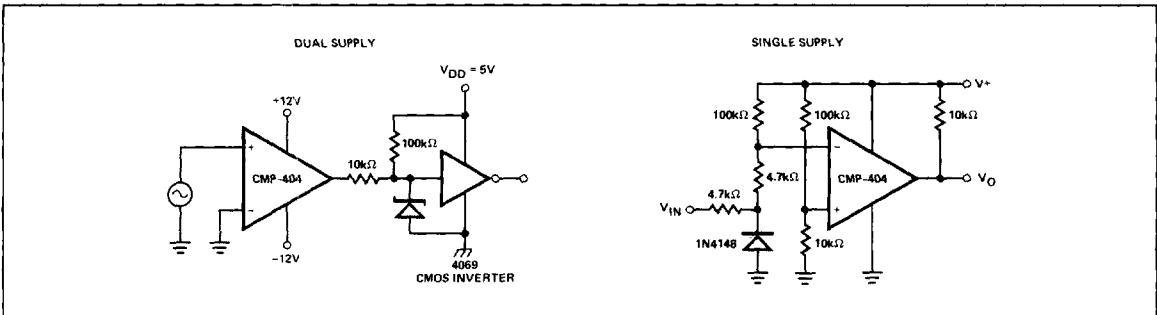 DUAL SUPPLY
V_DD = 5V
+12V
100kΩ
10kΩ
+
CMP-404
−
-12V
4069
CMOS INVERTER
SINGLE SUPPLY
V+
100kΩ
100kΩ
10kΩ
−
CMP-404
V_O
4.7kΩ
4.7kΩ
V_IN
+
1N4148
10kΩ